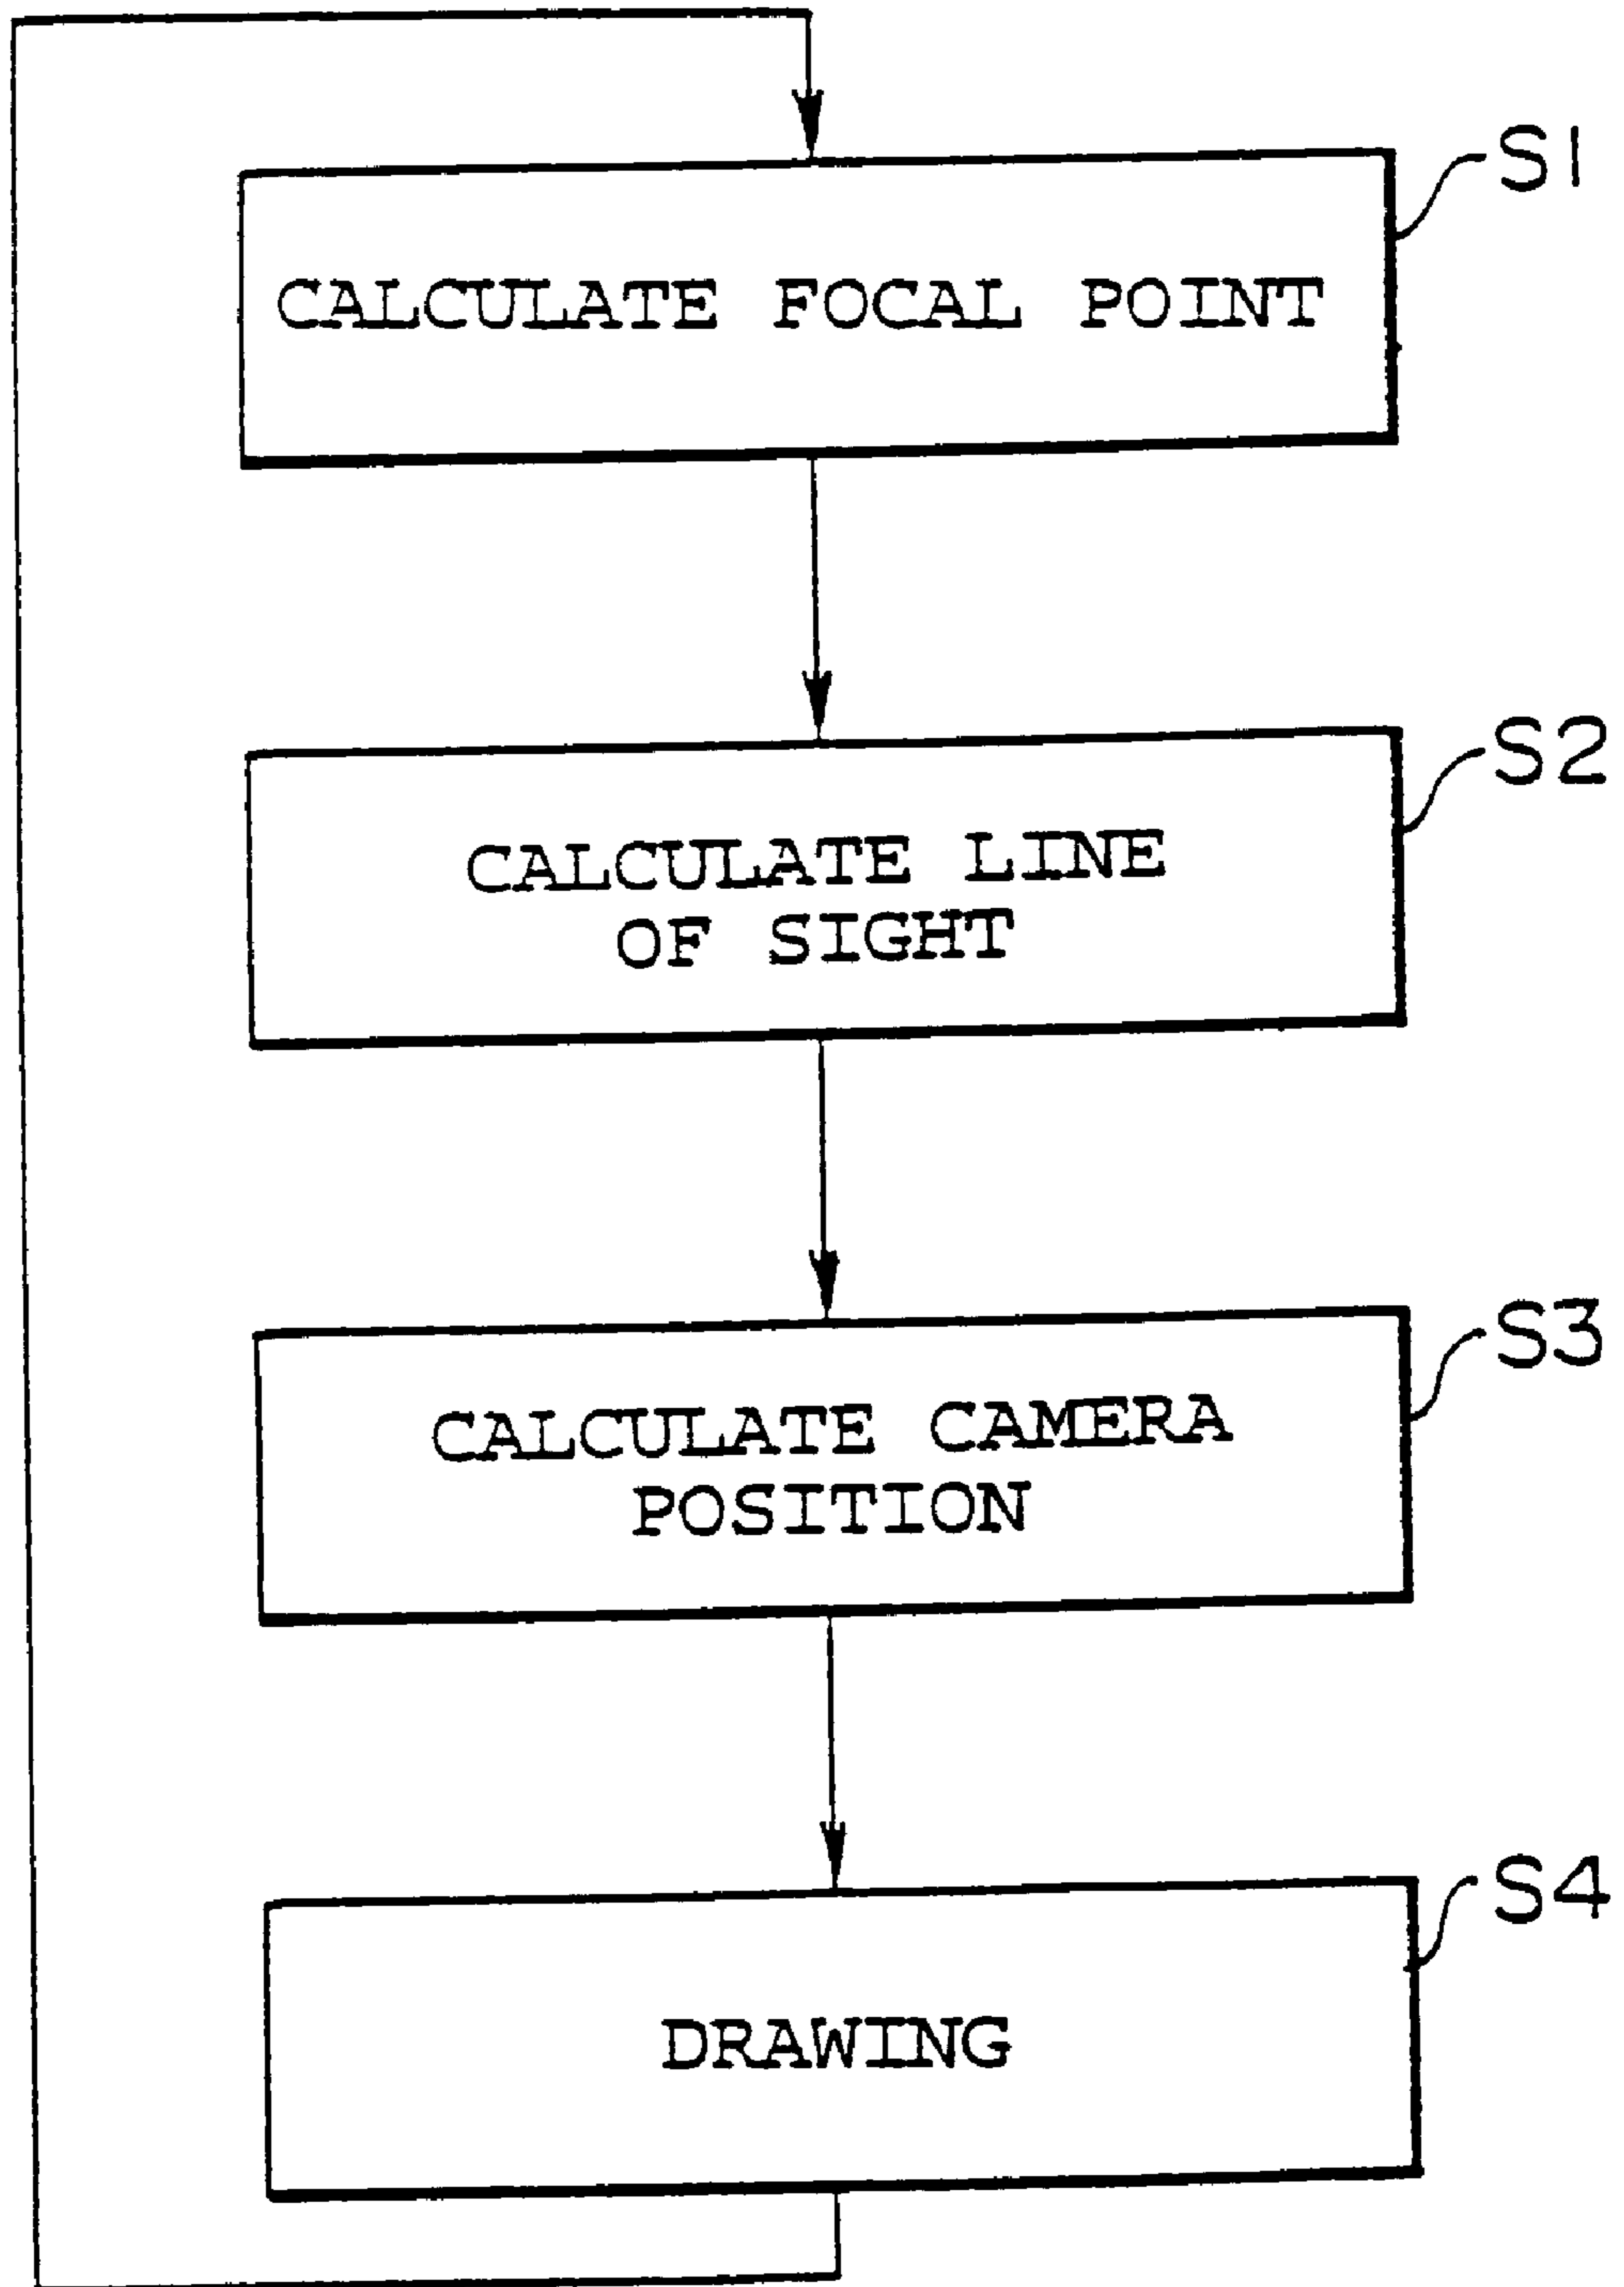 S1
CALCULATE FOCAL POINT
S2
CALCULATE LINE
OF SIGHT
S3
CALCULATE CAMERA
POSITION
S4
DRAWING